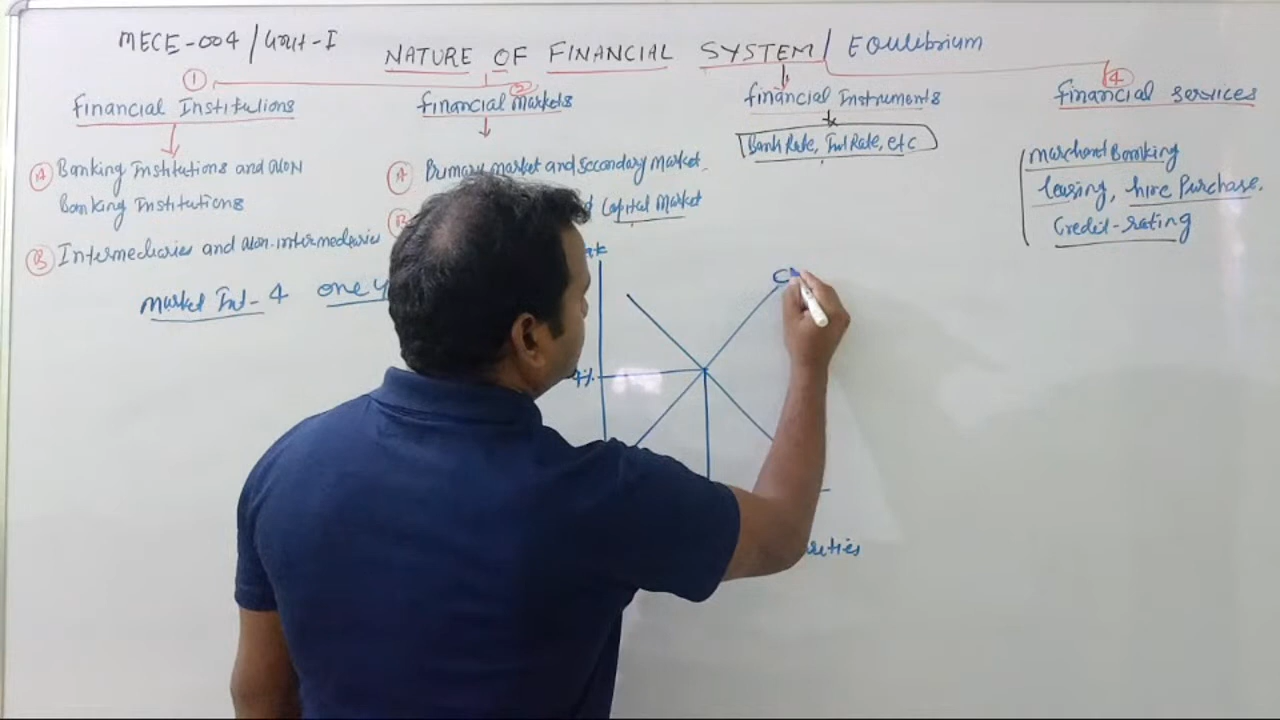 MECE-004 / Unit-I
NATURE OF FINANCIAL SYSTEM / Equilibrium
1
Financial Institutions
A Banking Institutions and NON
Banking Institutions
B Intermediaries and Non-intermediaries
Market Int-4 one
2
financial Markets
A Primary market and Secondary Market.
B Capital Market
financial Instruments
Bank Rate, Int Rate, etc
4
financial services
Marchant Banking
leasing, hire Purchase.
Credit-rating
4%
C